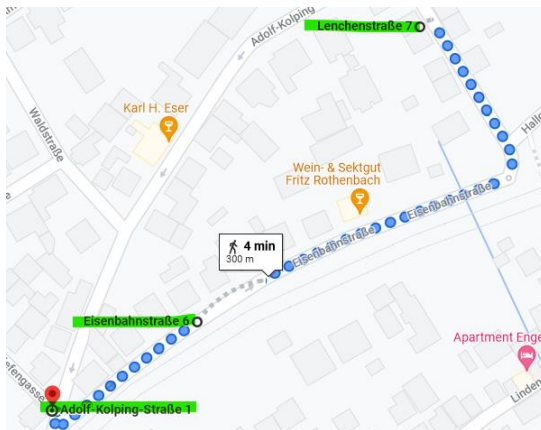 Lenchenstraße 7
Adolf-Kolping
Karl H. Eser
Waldstraße
Wein- & Sektgut
Fritz Rothenbach
Eisenbahnstraße
Eisenbahnstraße
4 min
300 m
Eisenbahnstraße 6
Apartment Enge
Adolf-Kolping-Straße 1
Linden